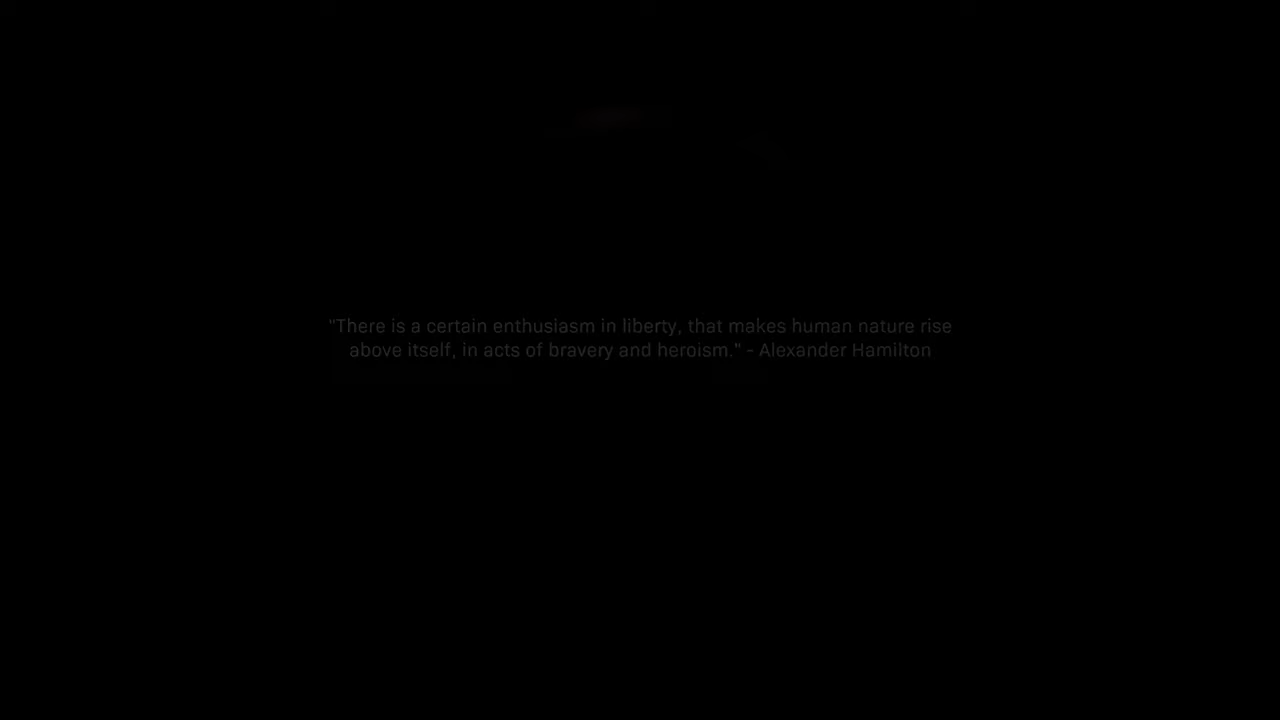 "There is a certain enthusiasm in liberty, that makes human nature rise
above itself, in acts of bravery and heroism." - Alexander Hamilton